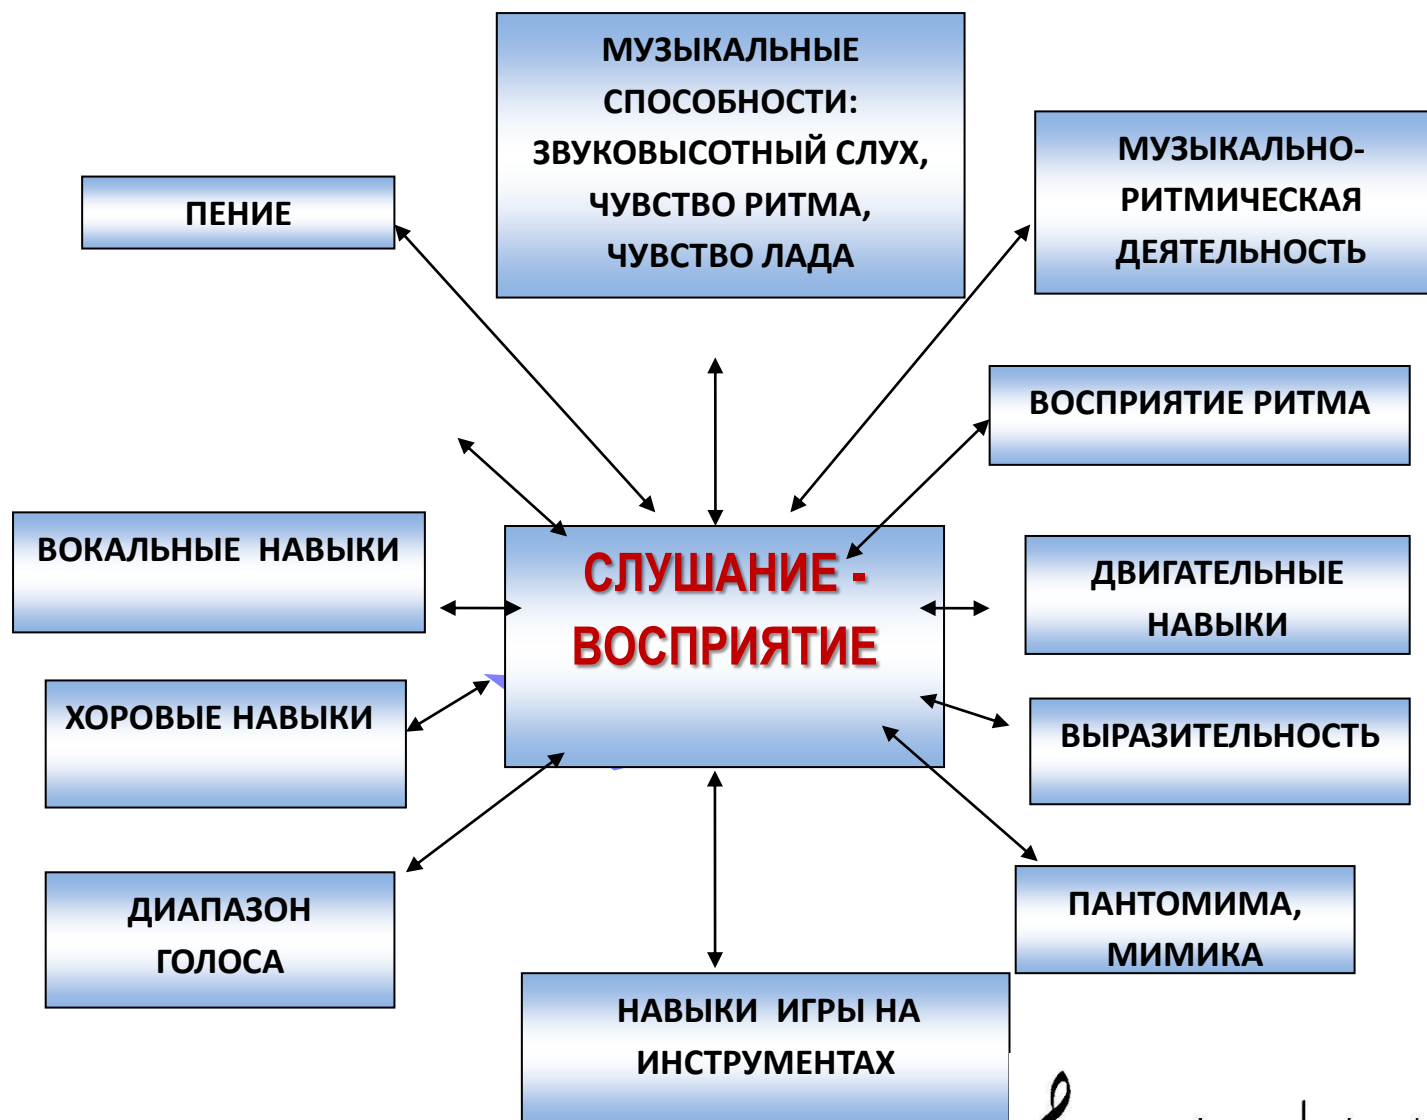 МУЗЫКАЛЬНЫЕ
СПОСОБНОСТИ:
ЗВУКОВЫСОТНЫЙ СЛУХ,
ЧУВСТВО РИТМА,
ЧУВСТВО ЛАДА
МУЗЫКАЛЬНО-
РИТМИЧЕСКАЯ
ДЕЯТЕЛЬНОСТЬ
ПЕНИЕ
ВОСПРИЯТИЕ РИТМА
ВОКАЛЬНЫЕ НАВЫКИ
СЛУШАНИЕ -
ВОСПРИЯТИЕ
ДВИГАТЕЛЬНЫЕ
НАВЫКИ
ХОРОВЫЕ НАВЫКИ
ВЫРАЗИТЕЛЬНОСТЬ
ДИАПАЗОН
ГОЛОСА
ПАНТОМИМА,
МИМИКА
НАВЫКИ ИГРЫ НА
ИНСТРУМЕНТАХ